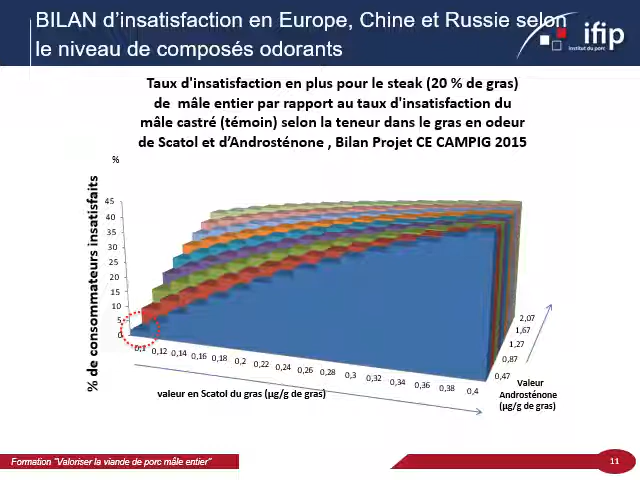 BILAN d’insatisfaction en Europe, Chine et Russie selon
le niveau de composés odorants
ifip
institut du porc
Taux d'insatisfaction en plus pour le steak (20 % de gras)
de mâle entier par rapport au taux d'insatisfaction du
mâle castré (témoin) selon la teneur dans le gras en odeur
de Scatol et d’Androsténone , Bilan Projet CE CAMPIG 2015
%
% de consommateurs insatisfaits
45
40
35
30
25
20
15
10
5
0
0,1 0,12 0,14 0,16 0,18 0,2 0,22 0,24 0,26 0,28 0,3 0,32 0,34 0,36 0,38 0,4
2,07
1,67
1,27
0,87
0,47
valeur en Scatol du gras (µg/g de gras)
Valeur
Androsténone
(µg/g de gras)
Formation "Valoriser la viande de porc mâle entier"
11